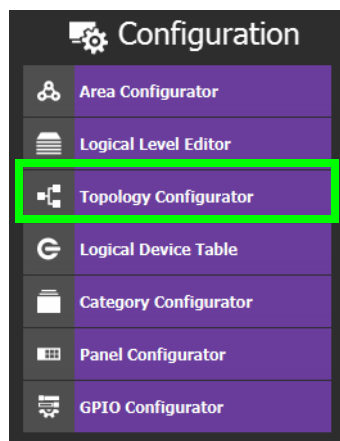 Configuration
Area Configurator
Logical Level Editor
Topology Configurator
Logical Device Table
Category Configurator
Panel Configurator
GPIO Configurator